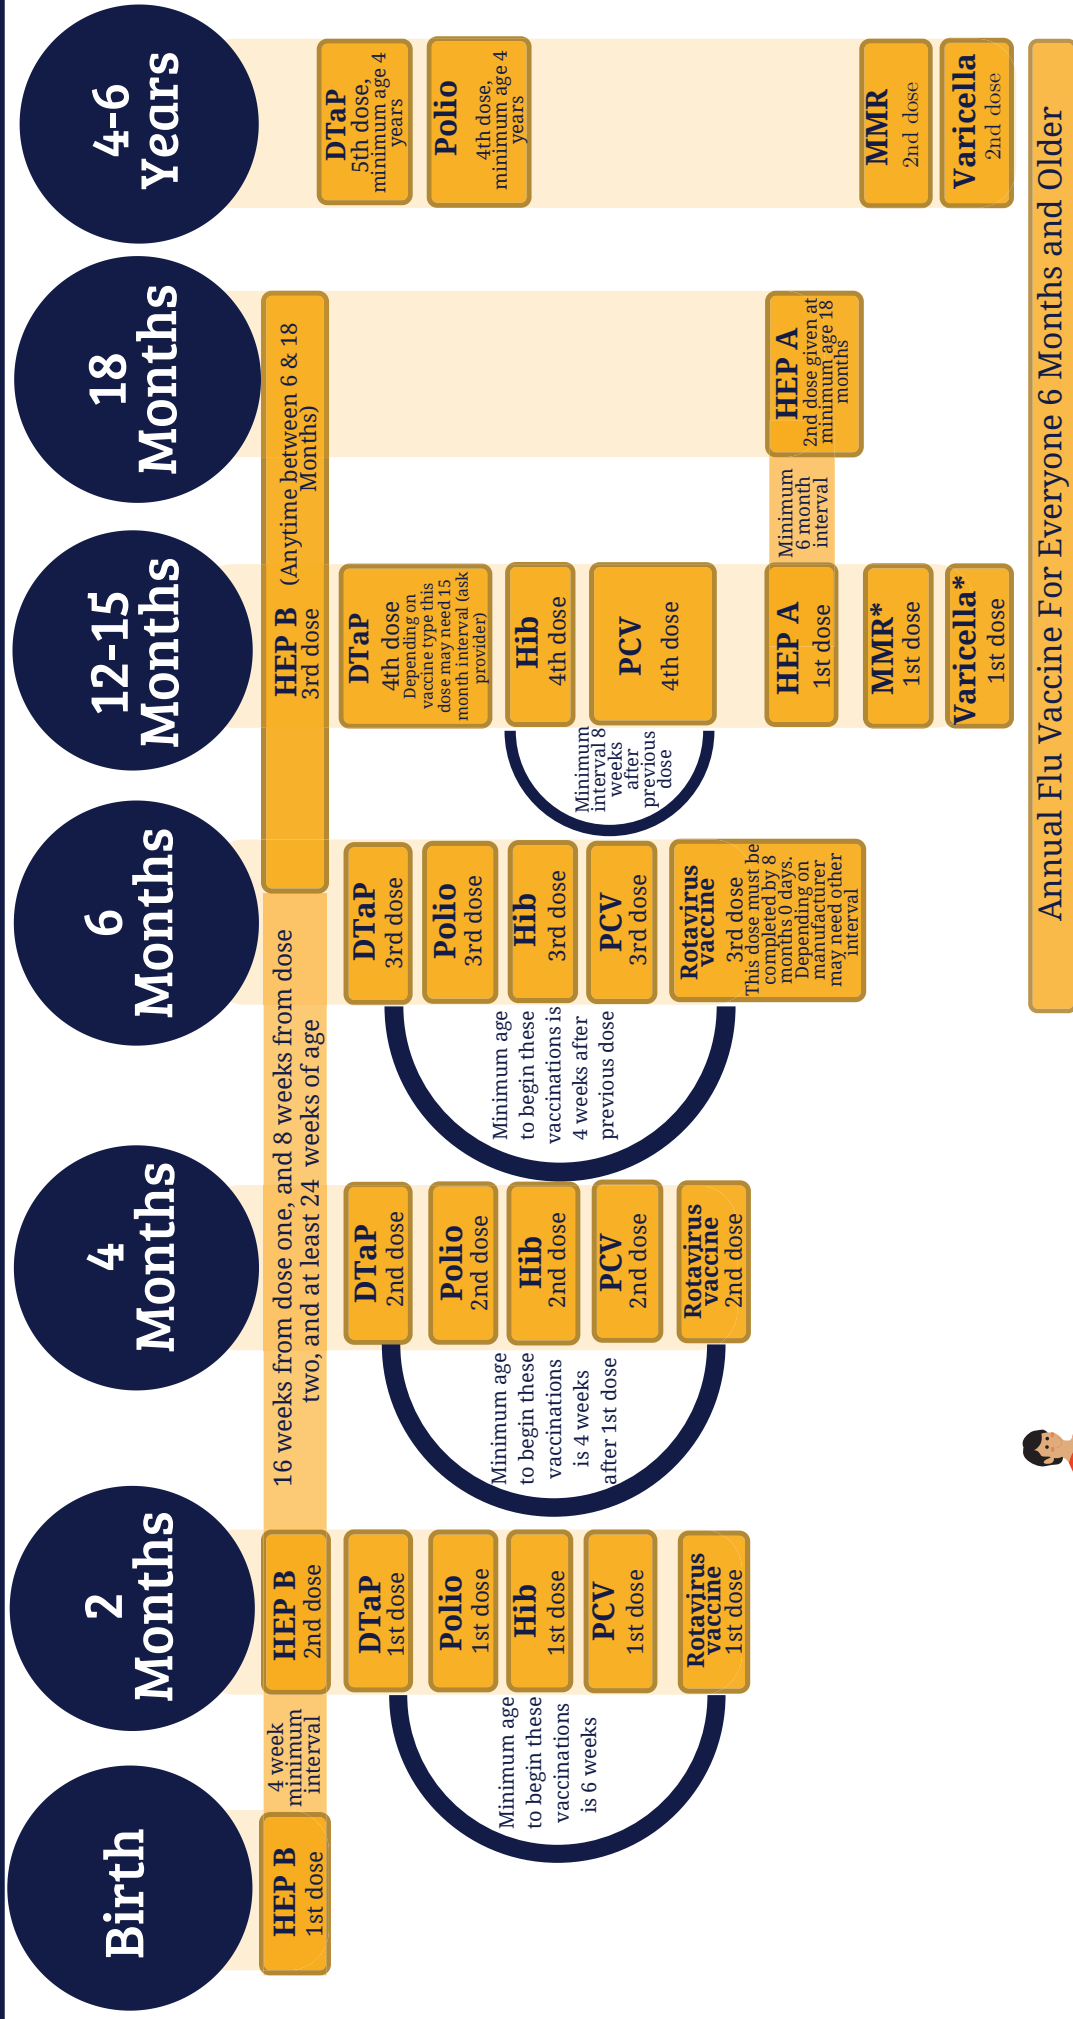 Birth
HEP B
1st dose
4 week
minimum
interval
Minimum age
to begin these
vaccinations
is 6 weeks
2
Months
HEP B
2nd dose
DTaP
1st dose
Polio
1st dose
Hib
1st dose
PCV
1st dose
Rotavirus
vaccine
1st dose
16 weeks from dose one, and 8 weeks from dose
two, and at least 24 weeks of age
Minimum age
to begin these
vaccinations
is 4 weeks
after 1st dose
4
Months
DTaP
2nd dose
Polio
2nd dose
Hib
2nd dose
PCV
2nd dose
Rotavirus
vaccine
2nd dose
Minimum age
to begin these
vaccinations is
4 weeks after
previous dose
6
Months
DTaP
3rd dose
Polio
3rd dose
Hib
3rd dose
PCV
3rd dose
Rotavirus
vaccine
3rd dose
This dose must be
completed by 8
months 0 days.
Depending on
manufacturer
may need other
interval
Minimum
interval 8
weeks
after
previous
dose
12-15
Months
HEP B (Anytime between 6 & 18
3rd dose Months)
DTaP
4th dose
Depending on
vaccine type this
dose may need 15
month interval (ask
provider)
Hib
4th dose
PCV
4th dose
HEP A
1st dose
MMR*
1st dose
Varicella*
1st dose
Minimum
6 month
interval
18
Months
HEP A
2nd dose given at
minimum age 18
months
4-6
Years
DTaP
5th dose,
minimum age 4
years
Polio
4th dose,
minimum age 4
years
MMR
2nd dose
Varicella
2nd dose
Annual Flu Vaccine For Everyone 6 Months and Older